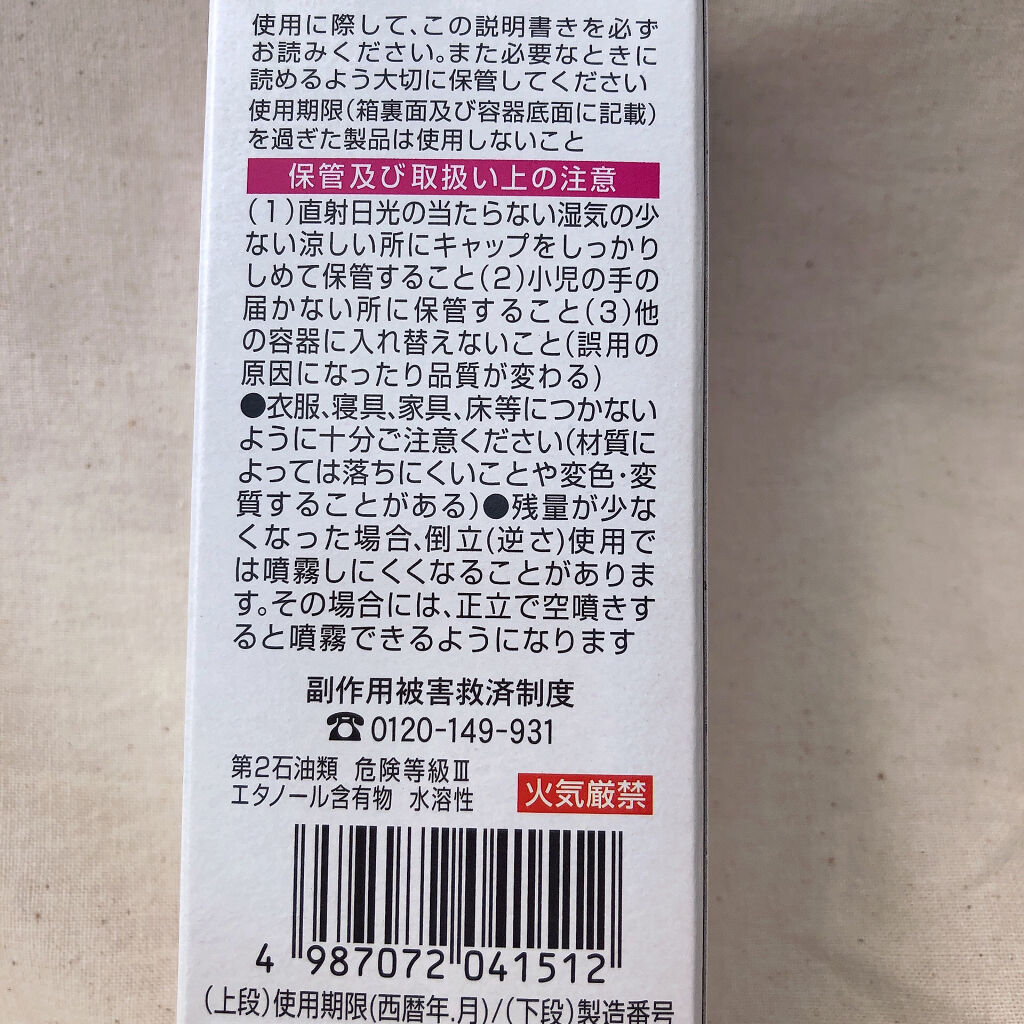 使用に際して、この説明書きを必ず
お読みください。また必要なときに
読めるよう大切に保管してください
使用期限(箱裏面及び容器底面に記載)
を過ぎた製品は使用しないこと
保管及び取扱い上の注意
(1)直射日光の当たらない湿気の少
ない涼しい所にキャップをしっかり
しめて保管すること(2)小児の手の
届かない所に保管すること(3)他
の容器に入れ替えないこと(誤用の
原因になったり品質が変わる)
●衣服、寝具、家具、床等につかない
ように十分ご注意ください(材質に
よっては落ちにくいことや変色・変
質することがある)●残量が少な
くなった場合、倒立(逆さ)使用で
は噴霧しにくくなることがありま
す。その場合には、正立で空噴きす
ると噴霧できるようになります
副作用被害救済制度
☎0120-149-931
第2石油類 危険等級Ⅲ
エタノール含有物 水溶性
火気厳禁
4 987072 041512
(上段)使用期限(西暦年.月)/(下段)製造番号